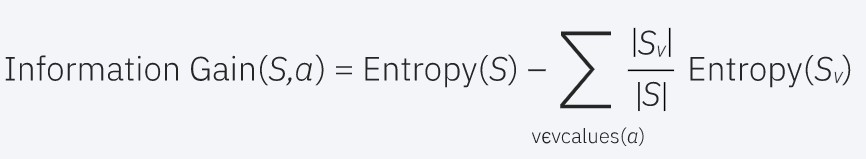 Information Gain(S,a) = Entropy(S) – ∑ |Sᵥ| / |S| Entropy(Sᵥ)
vϵvcalues(a)